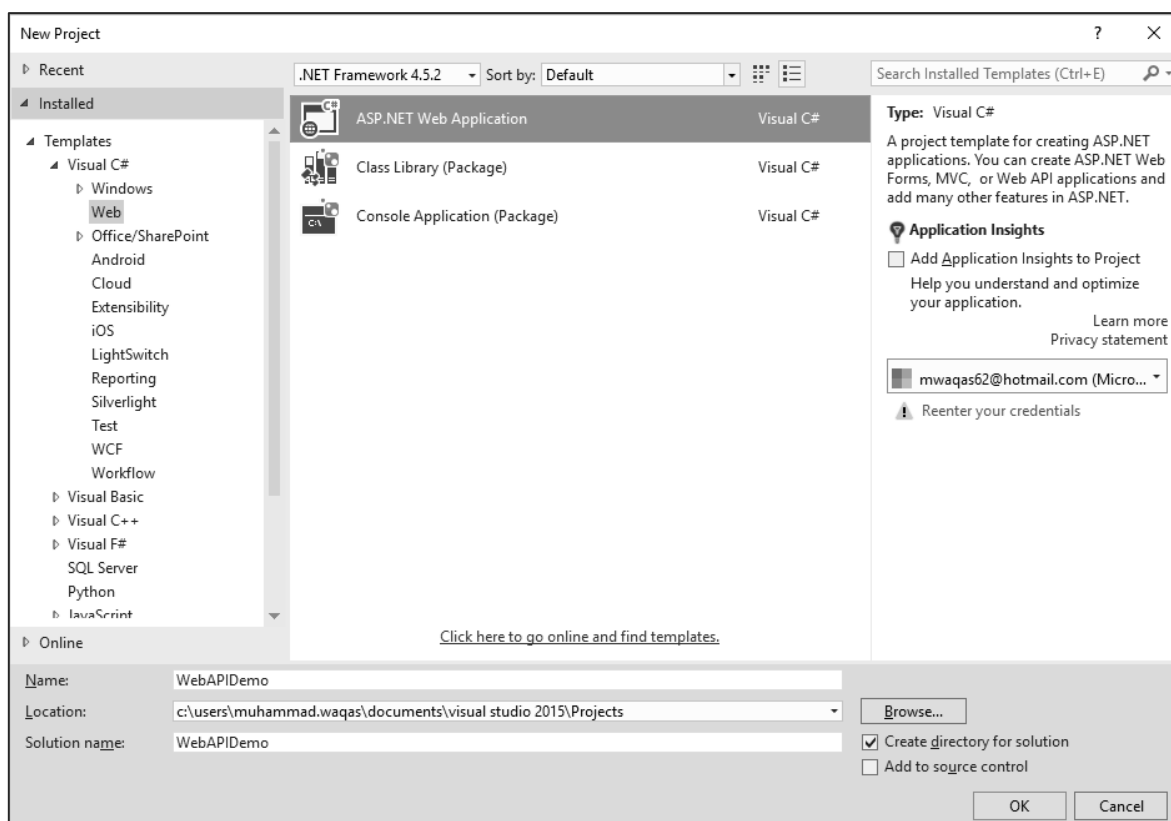 New Project
?
Recent
Installed
Templates
Visual C#
Windows
Web
Office/SharePoint
Android
Cloud
Extensibility
iOS
LightSwitch
Reporting
Silverlight
Test
WCF
Workflow
Visual Basic
Visual C++
Visual F#
SQL Server
Python
JavaScript
Online
.NET Framework 4.5.2
Sort by:
Default
Search Installed Templates (Ctrl+E)
ASP.NET Web Application
Visual C#
Class Library (Package)
Visual C#
Console Application (Package)
Visual C#
Click here to go online and find templates.
Type: Visual C#
A project template for creating ASP.NET
applications. You can create ASP.NET Web
Forms, MVC, or Web API applications and
add many other features in ASP.NET.
Application Insights
Add Application Insights to Project
Help you understand and optimize
your application.
Learn more
Privacy statement
mwaqas62@hotmail.com (Micro...
Reenter your credentials
Name:
WebAPIDemo
Location:
c:\users\muhammad.waqas\documents\visual studio 2015\Projects
Browse...
Solution name:
WebAPIDemo
Create directory for solution
Add to source control
OK
Cancel